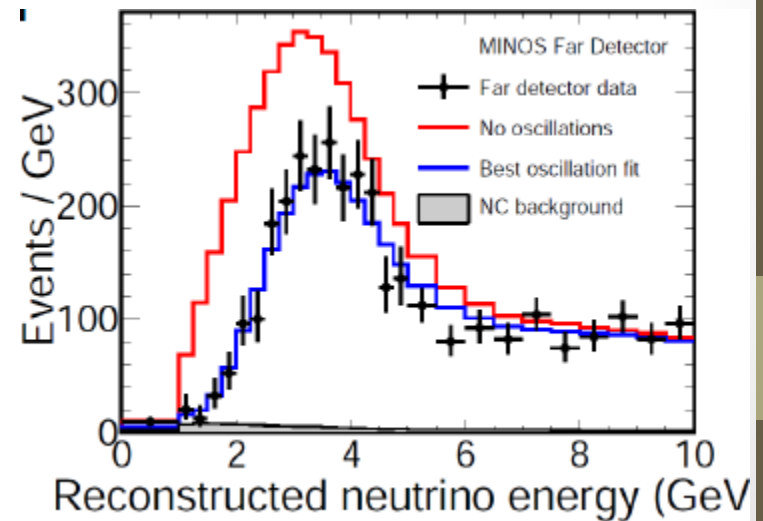 MINOS Far Detector
Far detector data
No oscillations
Best oscillation fit
NC background
Events / GeV
300
200
100
0
0 2 4 6 8 10
Reconstructed neutrino energy (GeV